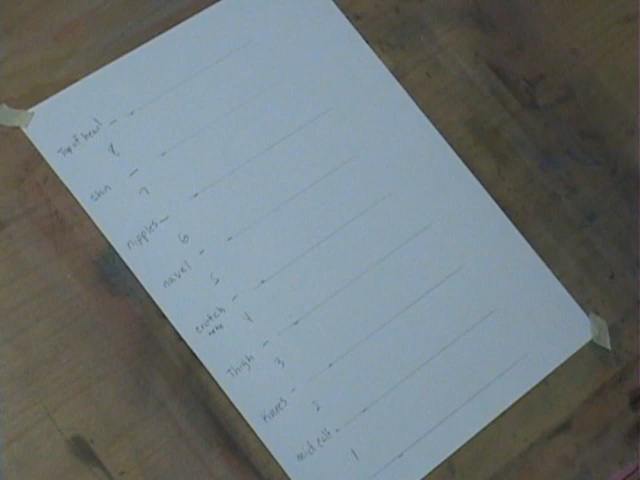 Top of head
8
chin
7
nipples
6
navel
5
crotch
4
Thigh
3
Knees
2
mid calf
1